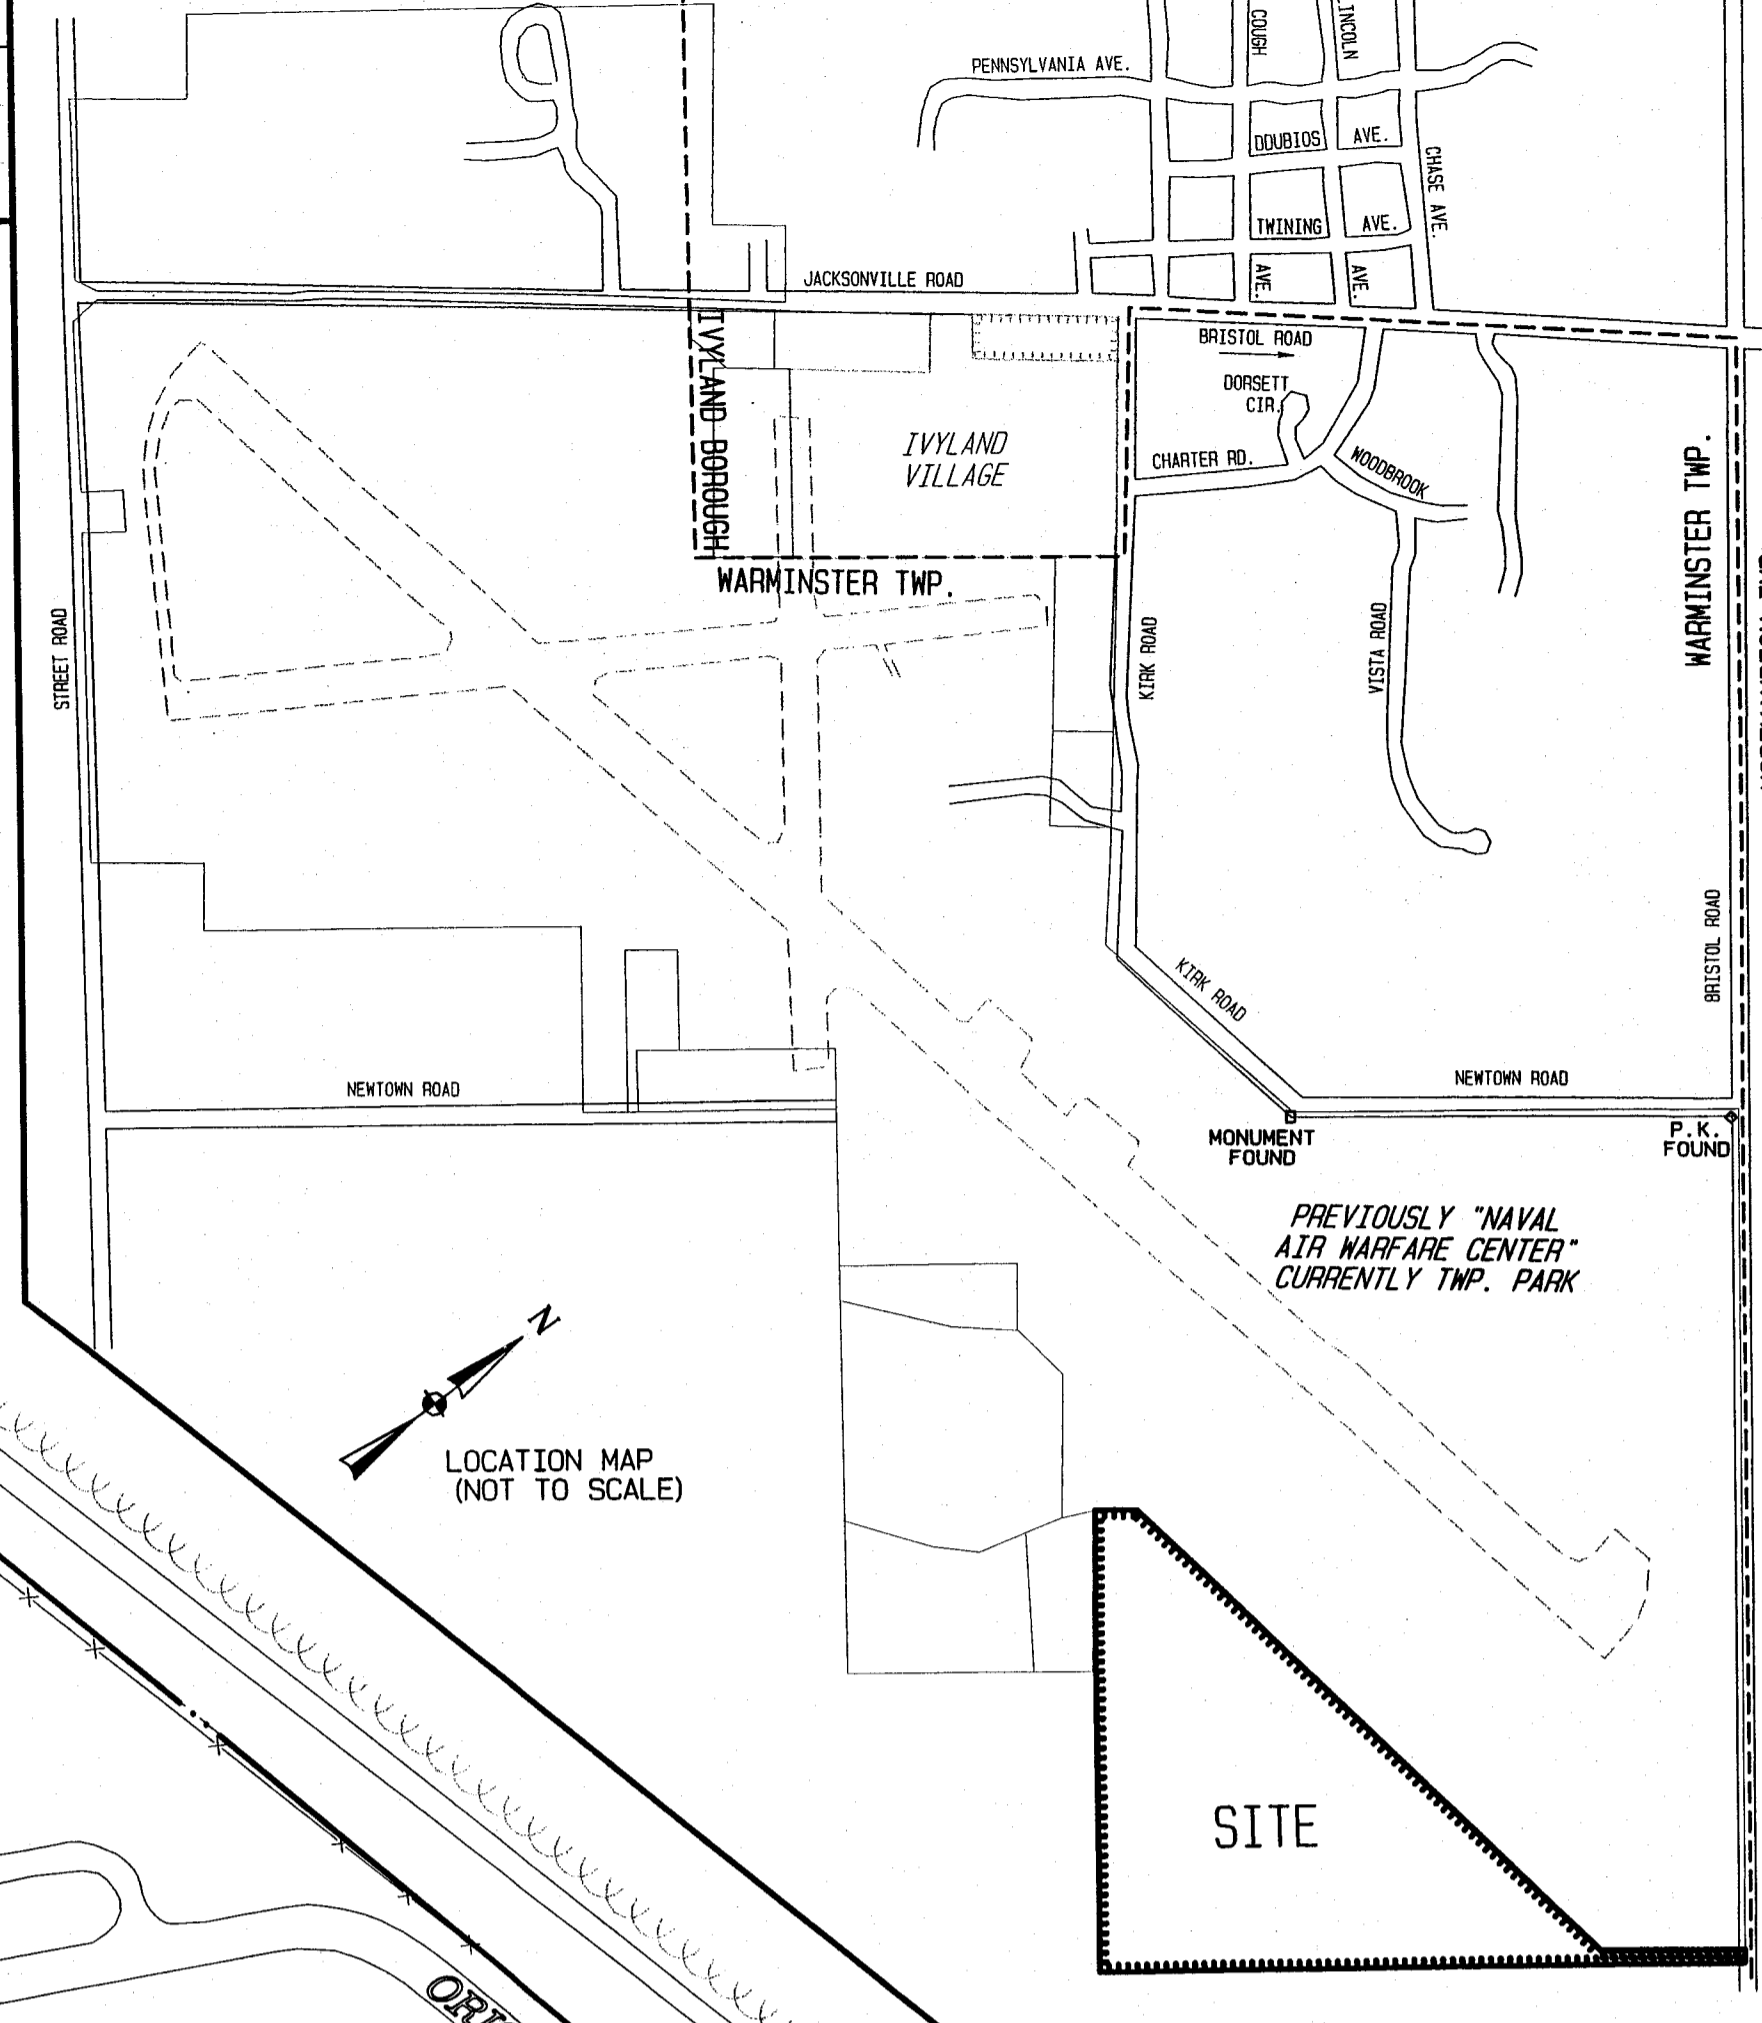 COUGH
LINCOLN
PENNSYLVANIA AVE.
DOUBIOS AVE.
CHASE AVE.
TWINING AVE.
AVE.
AVE.
JACKSONVILLE ROAD
BRISTOL ROAD
DORSETT
CIR.
IVYLAND BOROUGH
IVYLAND
VILLAGE
CHARTER RD.
WOODBROOK
WARMINSTER TWP.
WARMINSTER TWP.
STREET ROAD
KIRK ROAD
VISTA ROAD
BRISTOL ROAD
KIRK ROAD
NEWTOWN ROAD
NEWTOWN ROAD
MONUMENT
FOUND
P.K.
FOUND
PREVIOUSLY "NAVAL
AIR WARFARE CENTER"
CURRENTLY TWP. PARK
N
LOCATION MAP
(NOT TO SCALE)
SITE